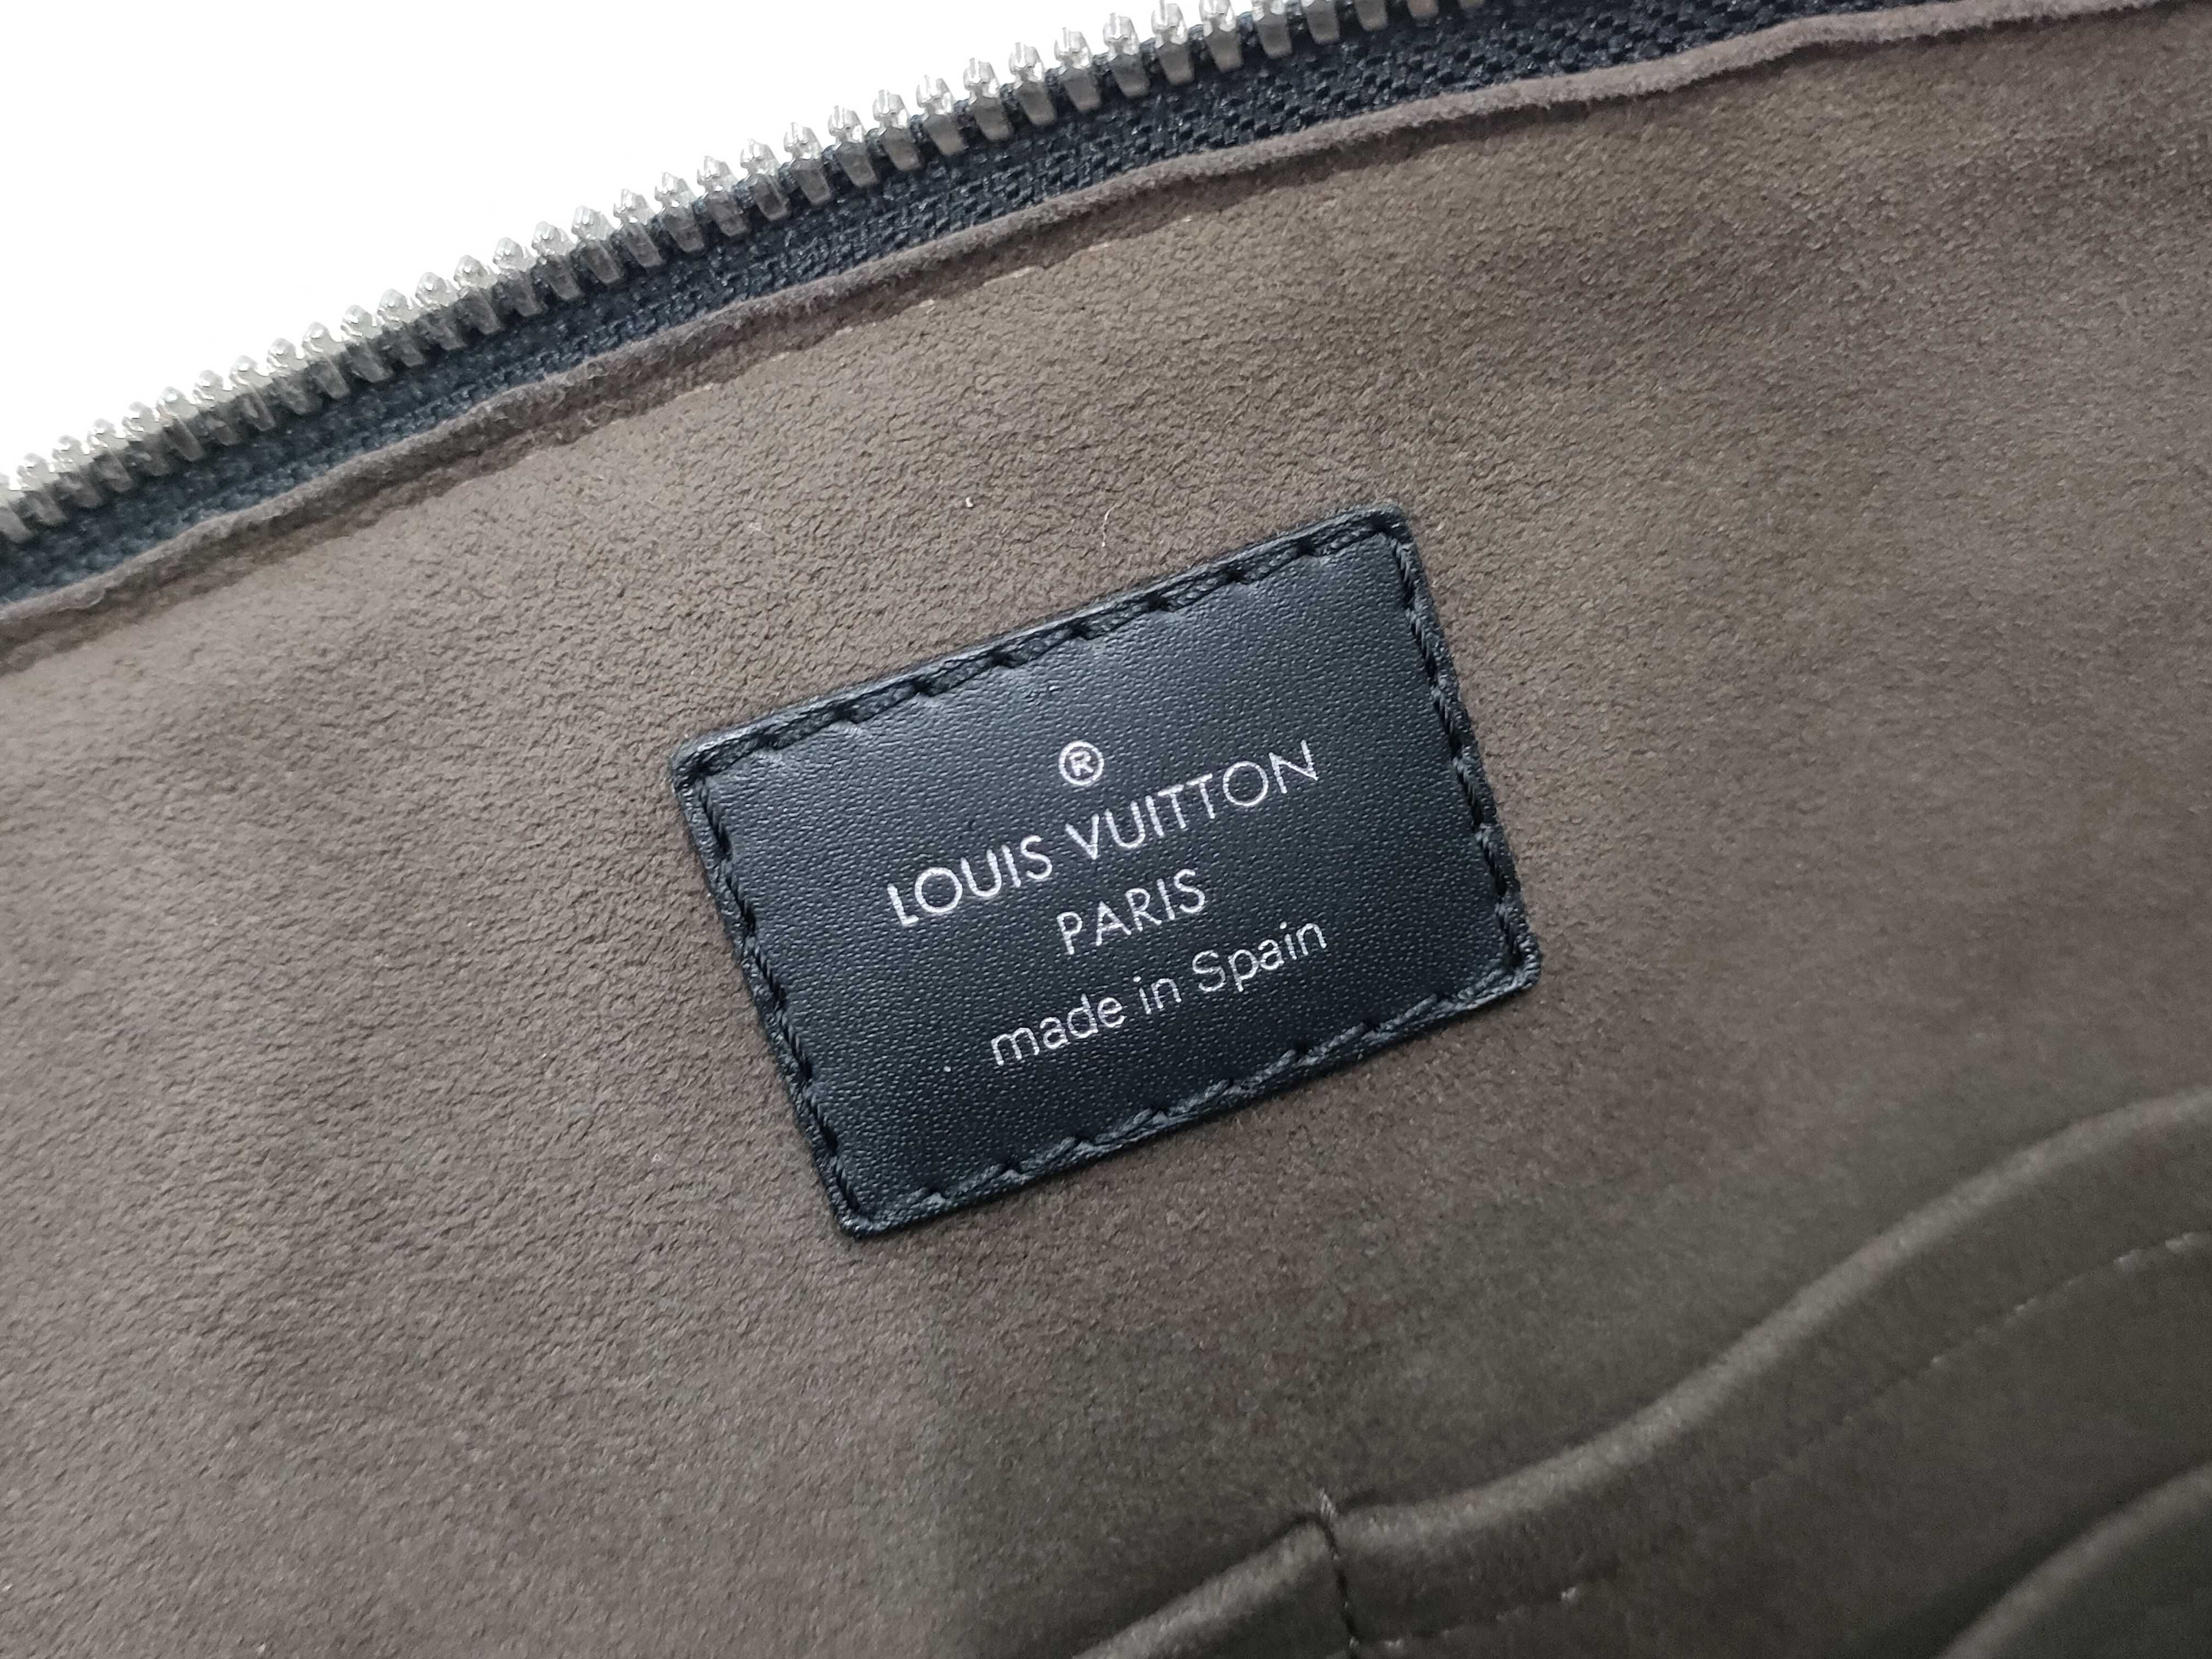 ®
LOUIS VUITTON
PARIS
made in Spain